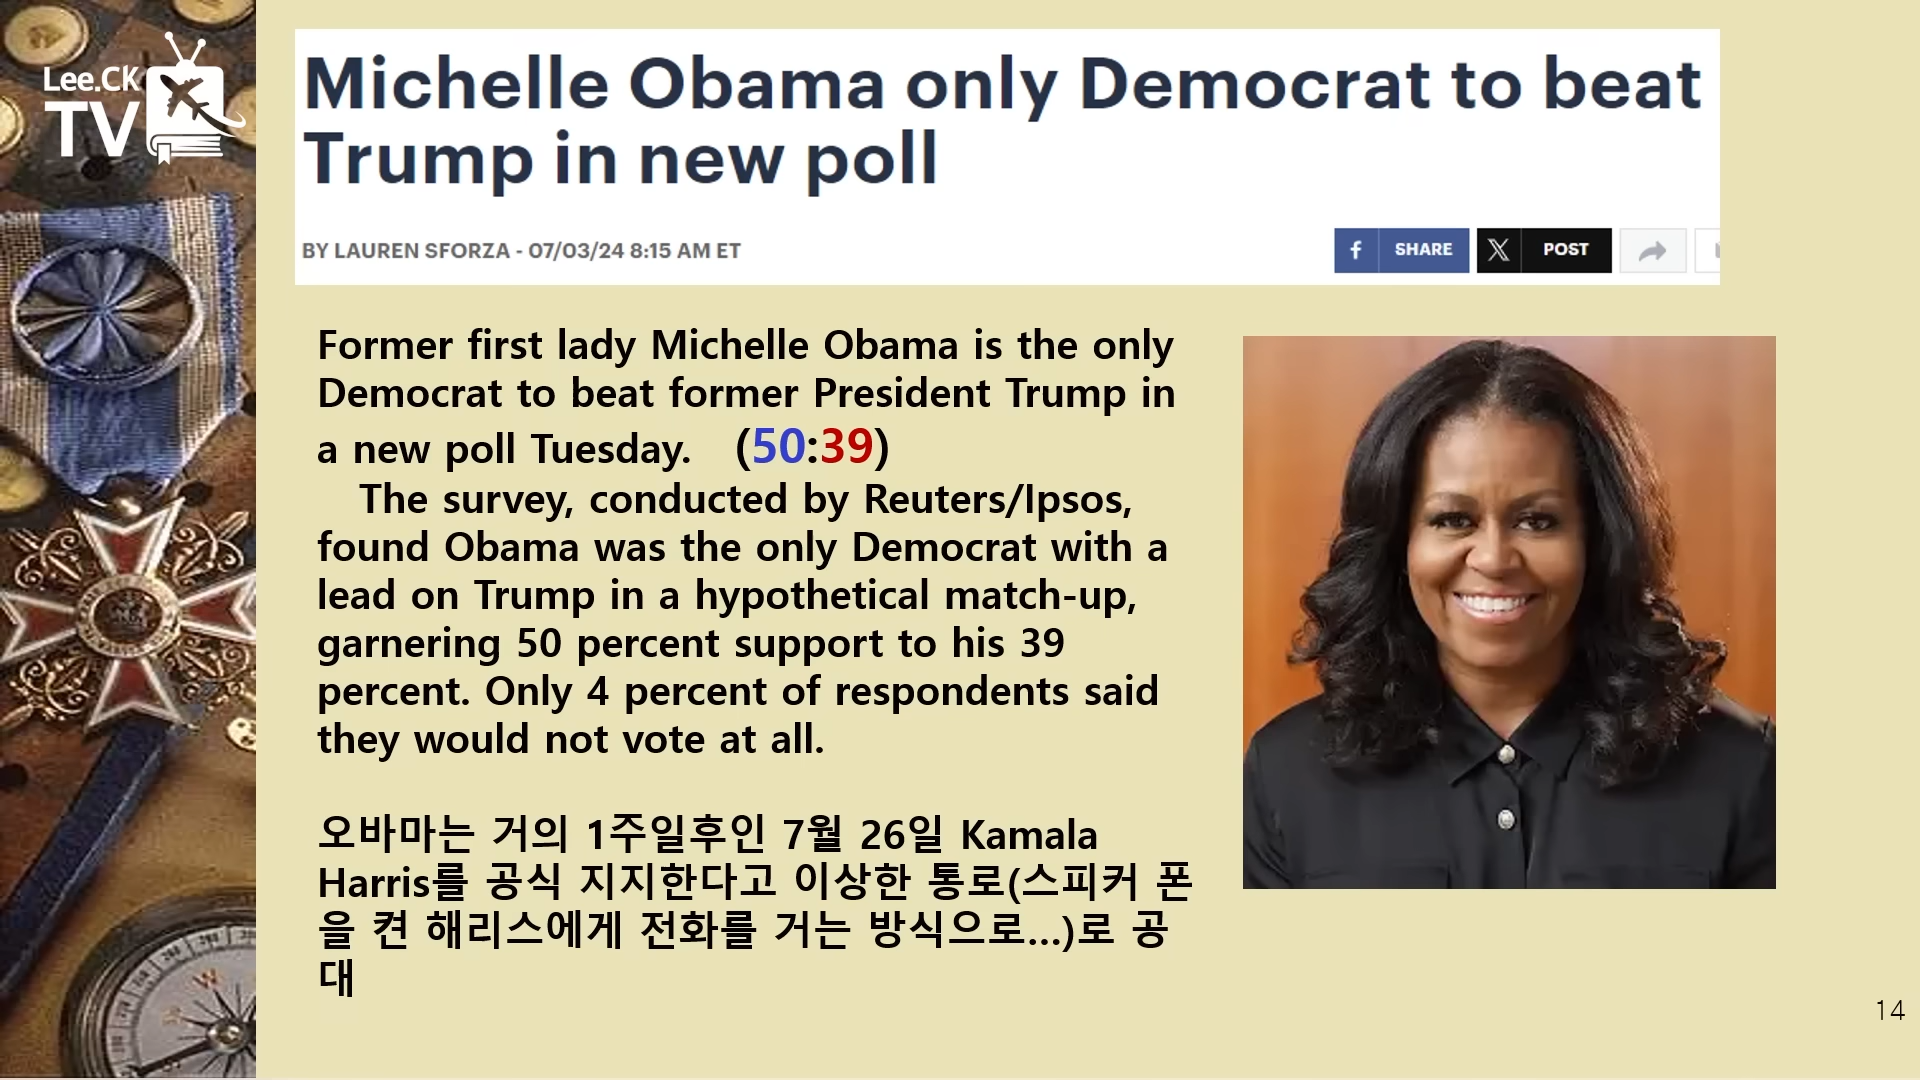 Lee.CK
TV
Michelle Obama only Democrat to beat
Trump in new poll
BY LAUREN SFORZA - 07/03/24 8:15 AM ET
f SHARE
X POST
Former first lady Michelle Obama is the only
Democrat to beat former President Trump in
a new poll Tuesday. (50:39)
The survey, conducted by Reuters/Ipsos,
found Obama was the only Democrat with a
lead on Trump in a hypothetical match-up,
garnering 50 percent support to his 39
percent. Only 4 percent of respondents said
they would not vote at all.
오바마는 거의 1주일후인 7월 26일 Kamala
Harris를 공식 지지한다고 이상한 통로(스피커 폰
을 켠 해리스에게 전화를 거는 방식으로...)로 공
대
W
14